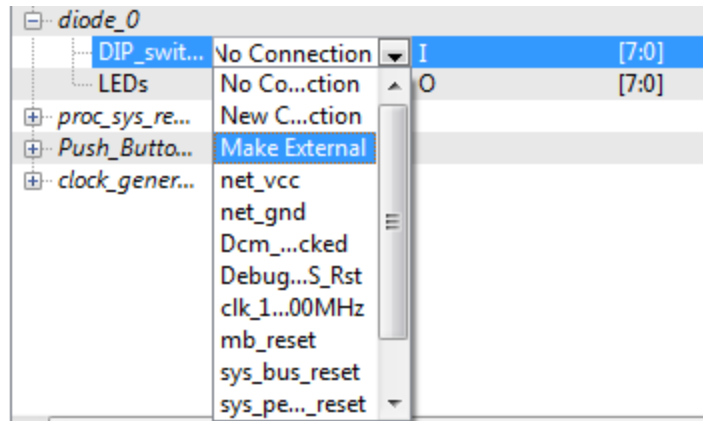 diode_0
DIP_swit... No Connection I [7:0]
LEDs No Co...ction O [7:0]
proc_sys_re... New C...ction
Push_Butto... Make External
clock_gener... net_vcc
net_gnd
Dcm_...cked
Debug...S_Rst
clk_1...00MHz
mb_reset
sys_bus_reset
sys_pe..._reset